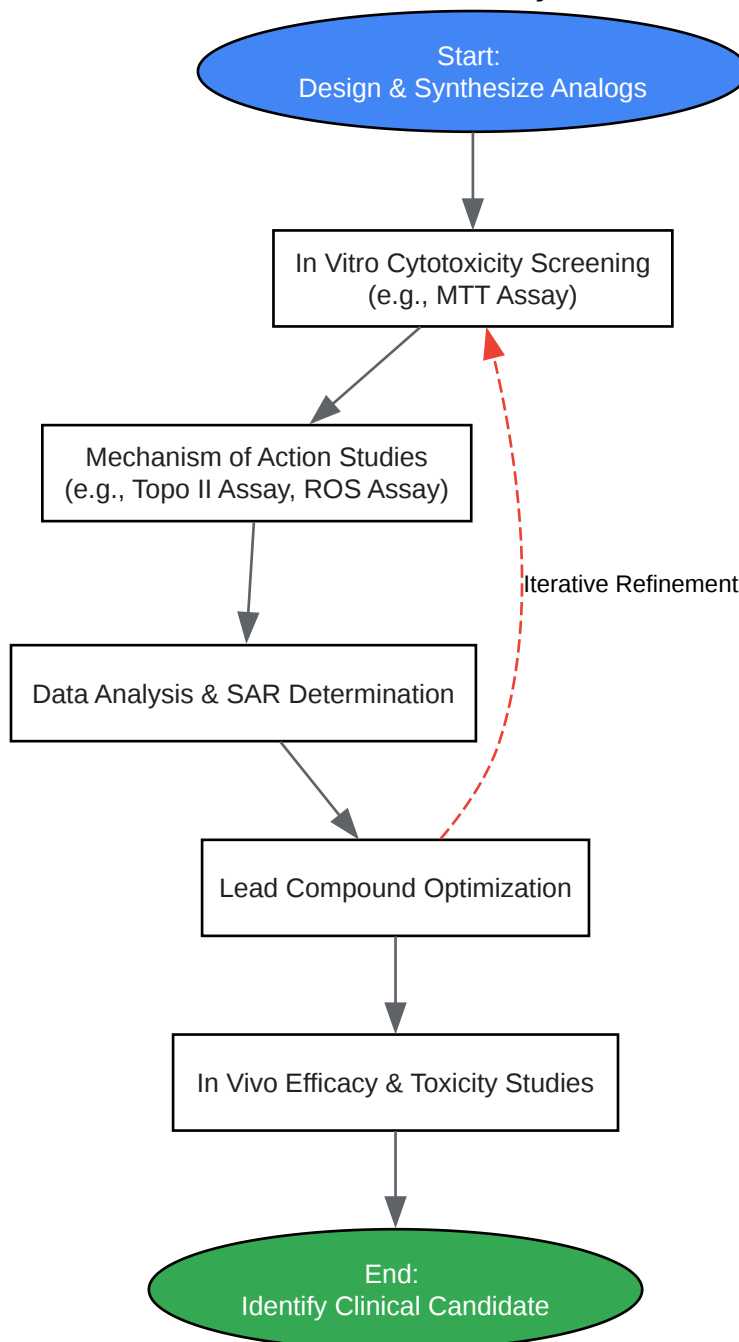 Start:
Design & Synthesize Analogs
In Vitro Cytotoxicity Screening
(e.g., MTT Assay)
Mechanism of Action Studies
(e.g., Topo II Assay, ROS Assay)
Iterative Refinement
Data Analysis & SAR Determination
Lead Compound Optimization
In Vivo Efficacy & Toxicity Studies
End:
Identify Clinical Candidate